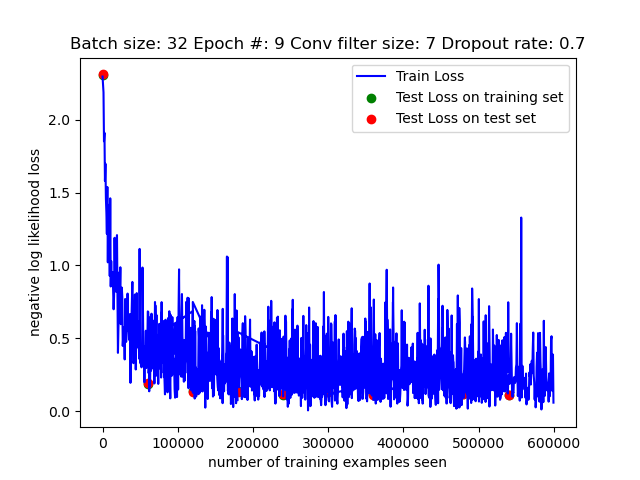 Batch size: 32 Epoch #: 9 Conv filter size: 7 Dropout rate: 0.7
Train Loss
Test Loss on training set
Test Loss on test set
negative log likelihood loss
2.0
1.5
1.0
0.5
0.0
0 100000 200000 300000 400000 500000 600000
number of training examples seen